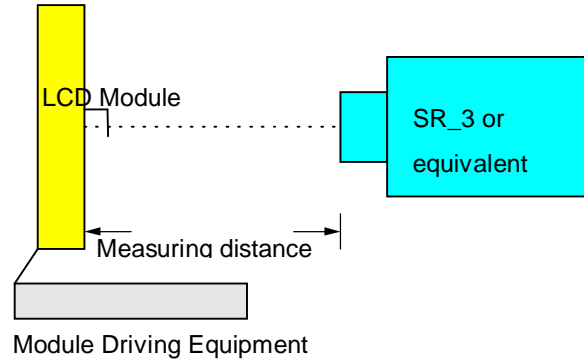 LCD Module
SR_3 or
equivalent
Measuring distance
Module Driving Equipment